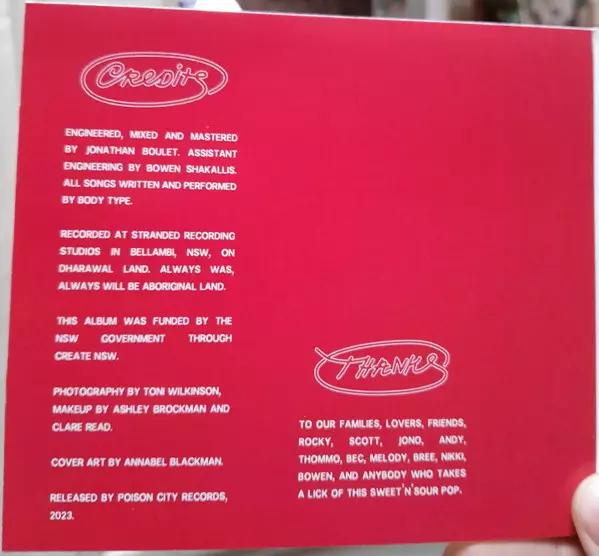 Credits
ENGINEERED, MIXED AND MASTERED
BY JONATHAN BOULET. ASSISTANT
ENGINEERING BY BOWEN SHAKALLIS.
ALL SONGS WRITTEN AND PERFORMED
BY BODY TYPE.
RECORDED AT STRANDED RECORDING
STUDIOS IN BELLAMBI, NSW, ON
DHARAWAL LAND. ALWAYS WAS,
ALWAYS WILL BE ABORIGINAL LAND.
THIS ALBUM WAS FUNDED BY THE
NSW GOVERNMENT THROUGH
CREATE NSW.
PHOTOGRAPHY BY TONI WILKINSON,
MAKEUP BY ASHLEY BROCKMAN AND
CLARE READ.
COVER ART BY ANNABEL BLACKMAN.
RELEASED BY POISON CITY RECORDS,
2023.
THANKS
TO OUR FAMILIES, LOVERS, FRIENDS,
ROCKY, SCOTT, JONO, ANDY,
THOMMO, BEC, MELODY, BREE, NIKKI,
BOWEN, AND ANYBODY WHO TAKES
A LICK OF THIS SWEET'N'SOUR POP.